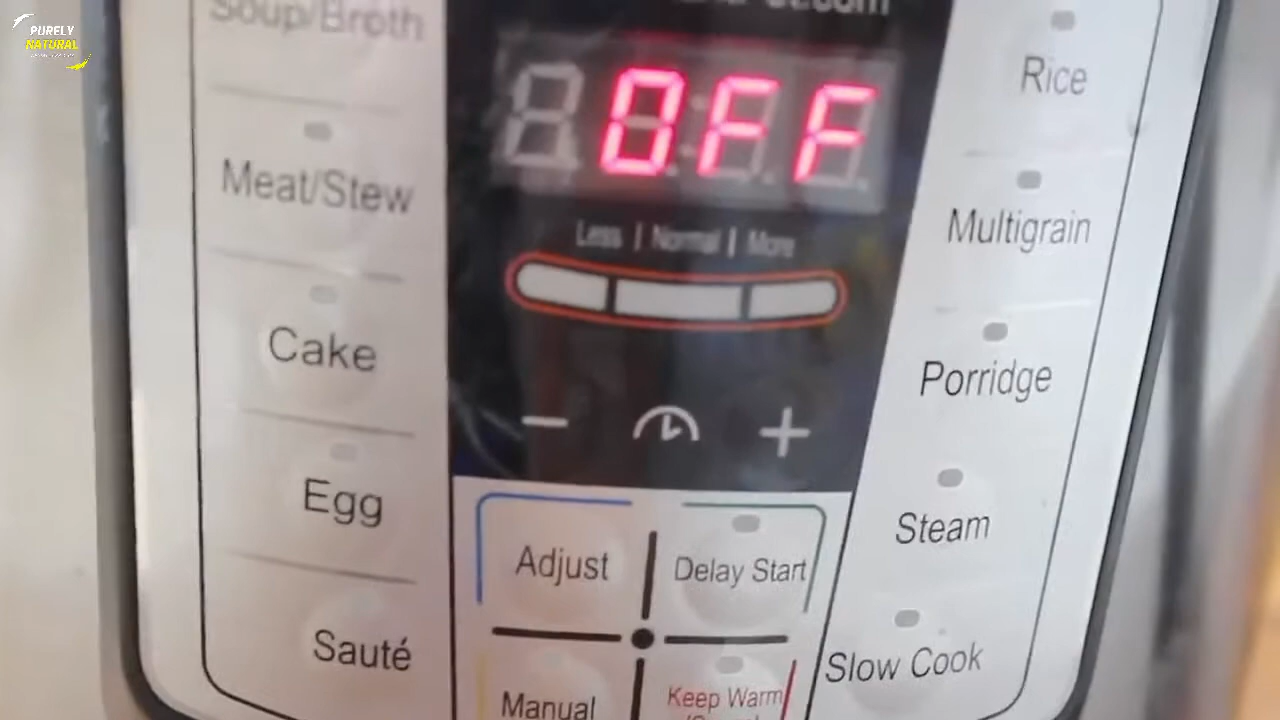 PURELY
NATURAL
Soup/Broth
Meat/Stew
Cake
Egg
Sauté
OFF
Less | Normal | More
− +
Adjust
Delay Start
Manual
Keep Warm
Rice
Multigrain
Porridge
Steam
Slow Cook